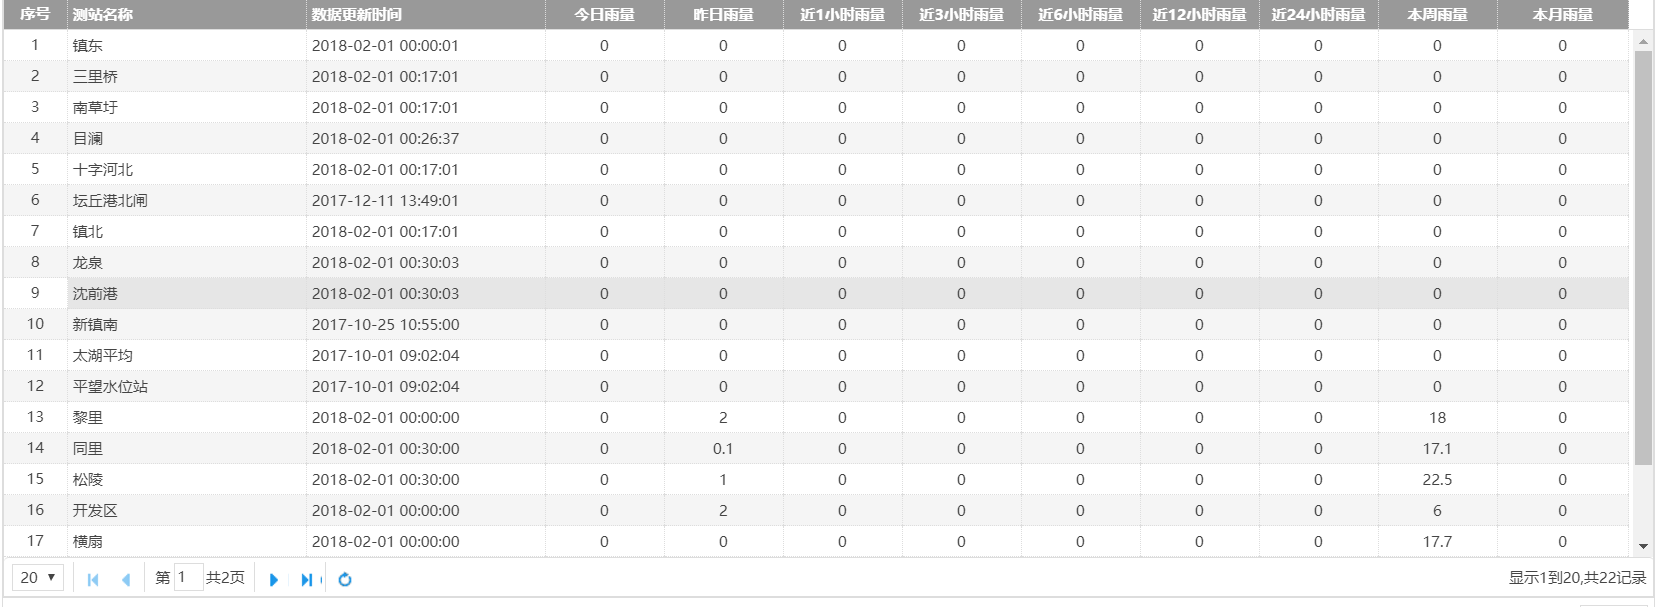 序号 测站名称 数据更新时间 今日雨量 昨日雨量 近1小时雨量 近3小时雨量 近6小时雨量 近12小时雨量 近24小时雨量 本周雨量 本月雨量
1 镇东 2018-02-01 00:00:01 0 0 0 0 0 0 0 0 0
2 三里桥 2018-02-01 00:17:01 0 0 0 0 0 0 0 0 0
3 南草圩 2018-02-01 00:17:01 0 0 0 0 0 0 0 0 0
4 目澜 2018-02-01 00:26:37 0 0 0 0 0 0 0 0 0
5 十字河北 2018-02-01 00:17:01 0 0 0 0 0 0 0 0 0
6 坛丘港北闸 2017-12-11 13:49:01 0 0 0 0 0 0 0 0 0
7 镇北 2018-02-01 00:17:01 0 0 0 0 0 0 0 0 0
8 龙泉 2018-02-01 00:30:03 0 0 0 0 0 0 0 0 0
9 沈前港 2018-02-01 00:30:03 0 0 0 0 0 0 0 0 0
10 新镇南 2017-10-25 10:55:00 0 0 0 0 0 0 0 0 0
11 太湖平均 2017-10-01 09:02:04 0 0 0 0 0 0 0 0 0
12 平望水位站 2017-10-01 09:02:04 0 0 0 0 0 0 0 0 0
13 黎里 2018-02-01 00:00:00 0 2 0 0 0 0 0 18 0
14 同里 2018-02-01 00:30:00 0 0.1 0 0 0 0 0 17.1 0
15 松陵 2018-02-01 00:30:00 0 1 0 0 0 0 0 22.5 0
16 开发区 2018-02-01 00:00:00 0 2 0 0 0 0 0 6 0
17 横扇 2018-02-01 00:00:00 0 0 0 0 0 0 0 17.7 0
20 第 1 共2页 显示1到20,共22记录